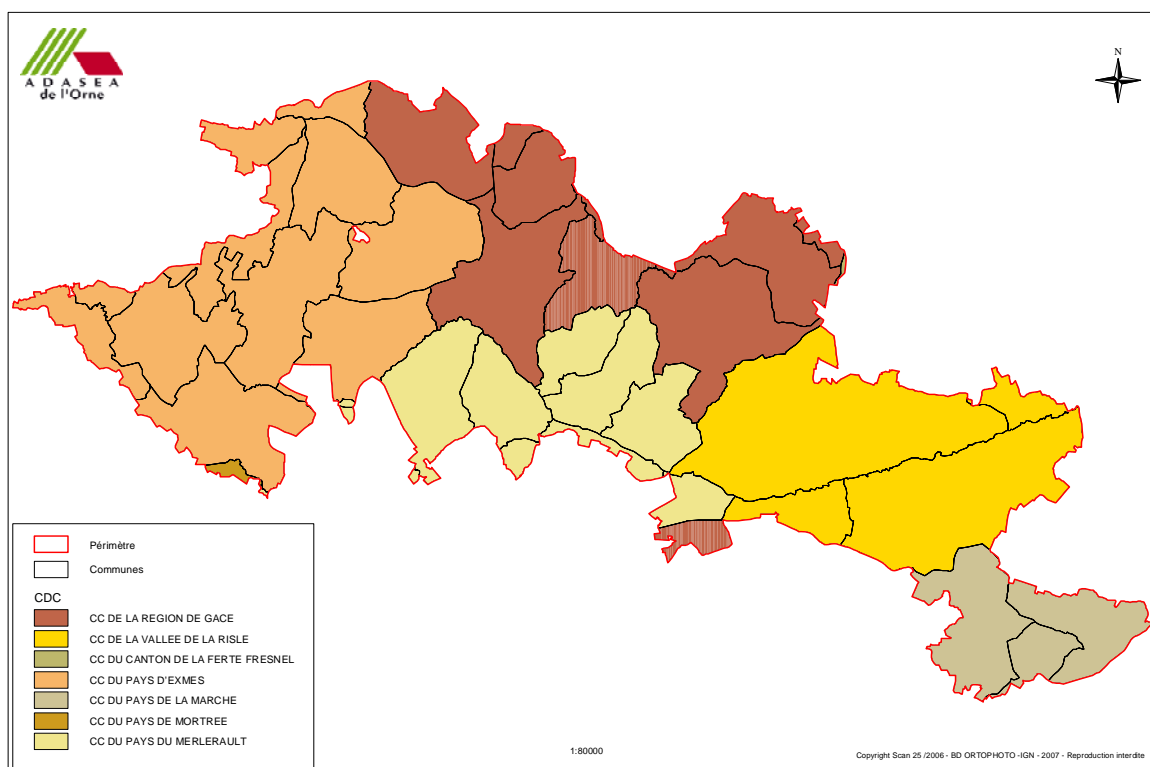 ADASEA
de l'Orne
N
Périmètre
Communes
CDC
CC DE LA REGION DE GACE
CC DE LA VALLEE DE LA RISLE
CC DU CANTON DE LA FERTE FRESNEL
CC DU PAYS D'EXMES
CC DU PAYS DE LA MARCHE
CC DU PAYS DE MORTREE
CC DU PAYS DU MERLERAULT
1:80000
Copyright Scan 25 /2006 - BD ORTOPHOTO -IGN - 2007 - Reproduction interdite